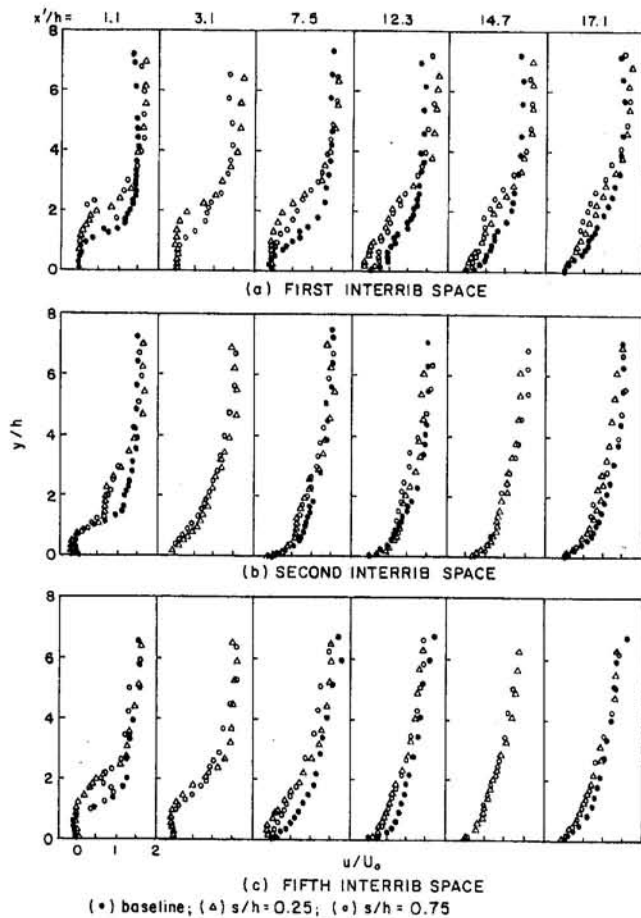 x'/h= 1.1 3.1 7.5 12.3 14.7 17.1
8
6
4
2
0
(a) FIRST INTERRIB SPACE
8
6
4
2
0
y/h
(b) SECOND INTERRIB SPACE
8
6
4
2
0
0 1 2
u/U₀
(c) FIFTH INTERRIB SPACE
(•) baseline; (△) s/h=0.25; (○) s/h=0.75